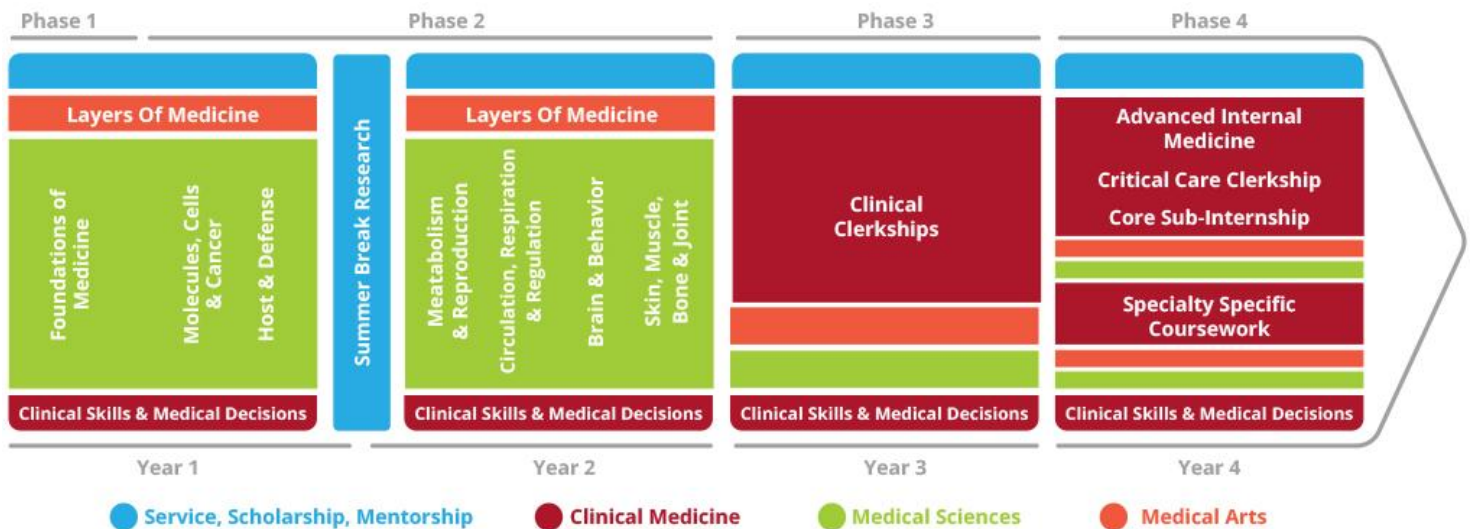 Phase 1
Phase 2
Phase 3
Phase 4
Layers Of Medicine
Foundations of
Medicine
Molecules, Cells
& Cancer
Host & Defense
Clinical Skills & Medical Decisions
Summer Break Research
Layers Of Medicine
Meatabolism
& Reproduction
Circulation, Respiration
& Regulation
Brain & Behavior
Skin, Muscle,
Bone & Joint
Clinical Skills & Medical Decisions
Clinical
Clerkships
Clinical Skills & Medical Decisions
Advanced Internal
Medicine
Critical Care Clerkship
Core Sub-Internship
Specialty Specific
Coursework
Clinical Skills & Medical Decisions
Year 1
Year 2
Year 3
Year 4
Service, Scholarship, Mentorship
Clinical Medicine
Medical Sciences
Medical Arts